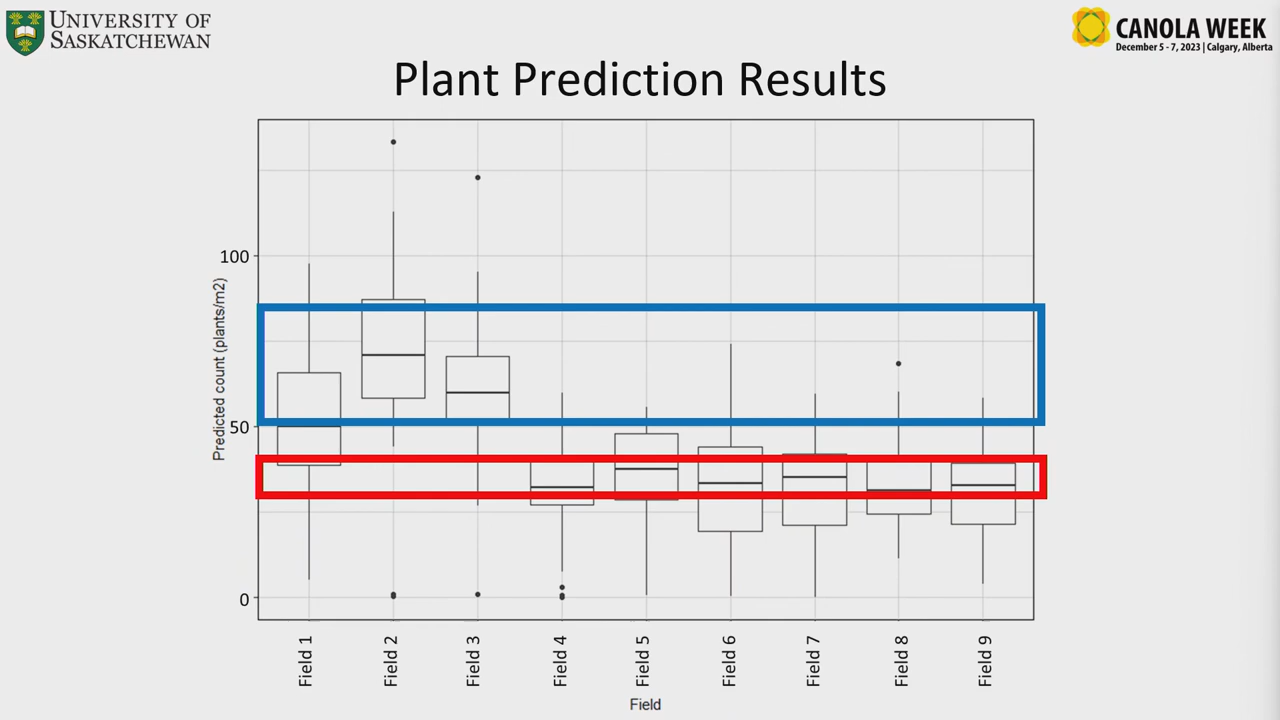 UNIVERSITY OF
SASKATCHEWAN
CANOLA WEEK
December 5 - 7, 2023 | Calgary, Alberta
Plant Prediction Results
Predicted count (plants/m2)
100
50
0
Field 1
Field 2
Field 3
Field 4
Field 5
Field 6
Field 7
Field 8
Field 9
Field